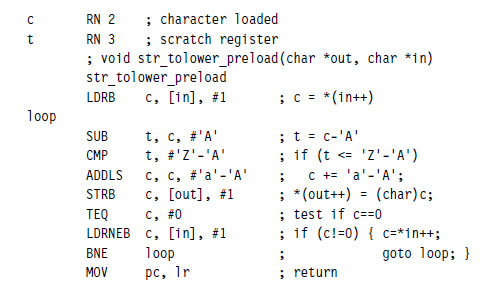 c       RN 2    ; character loaded
t       RN 3    ; scratch register
        ; void str_tolower_preload(char *out, char *in)
        str_tolower_preload
        LDRB    c, [in], #1       ; c = *(in++)
loop
        SUB     t, c, #'A'        ; t = c-'A'
        CMP     t, #'Z'-'A'       ; if (t <= 'Z'-'A')
        ADDLS   c, c, #'a'-'A'    ;   c += 'a'-'A';
        STRB    c, [out], #1      ; *(out++) = (char)c;
        TEQ     c, #0             ; test if c==0
        LDRNEB  c, [in], #1       ; if (c!=0) { c=*in++;
        BNE     loop              ;             goto loop; }
        MOV     pc, lr            ; return